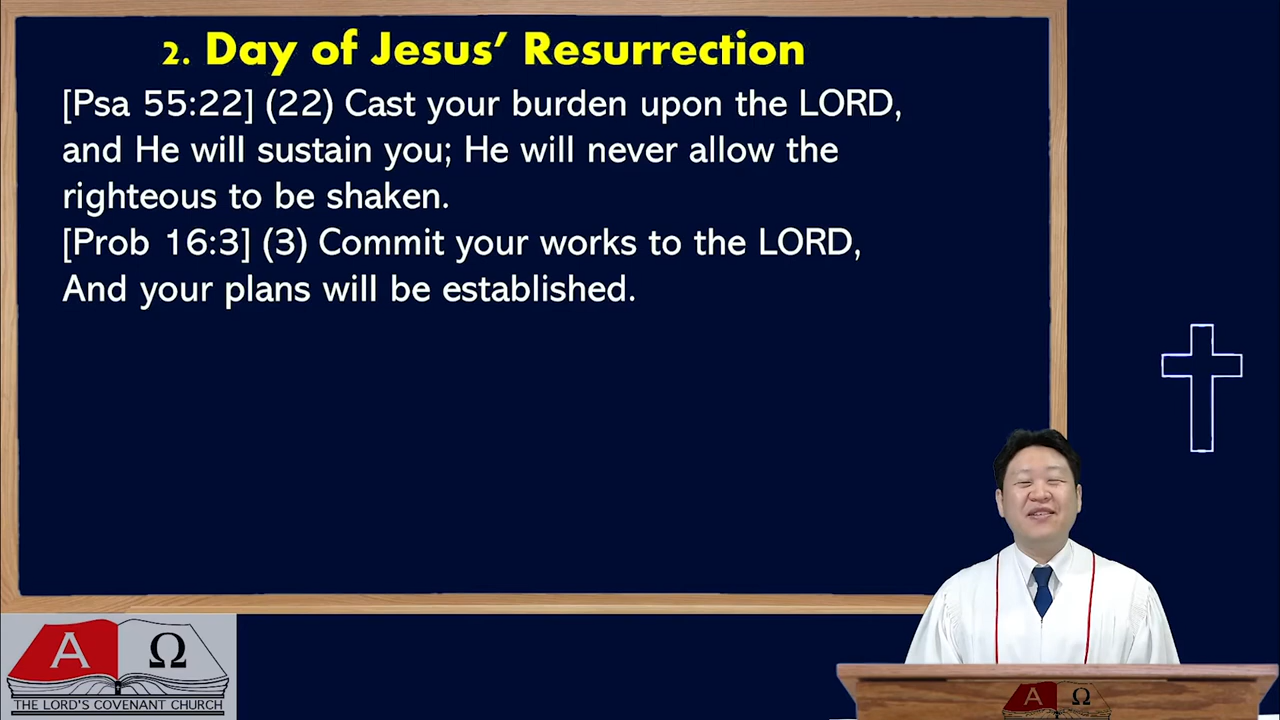 2. Day of Jesus’ Resurrection
[Psa 55:22] (22) Cast your burden upon the LORD,
and He will sustain you; He will never allow the
righteous to be shaken.
[Prob 16:3] (3) Commit your works to the LORD,
And your plans will be established.
A Ω
THE LORD'S COVENANT CHURCH
A Ω